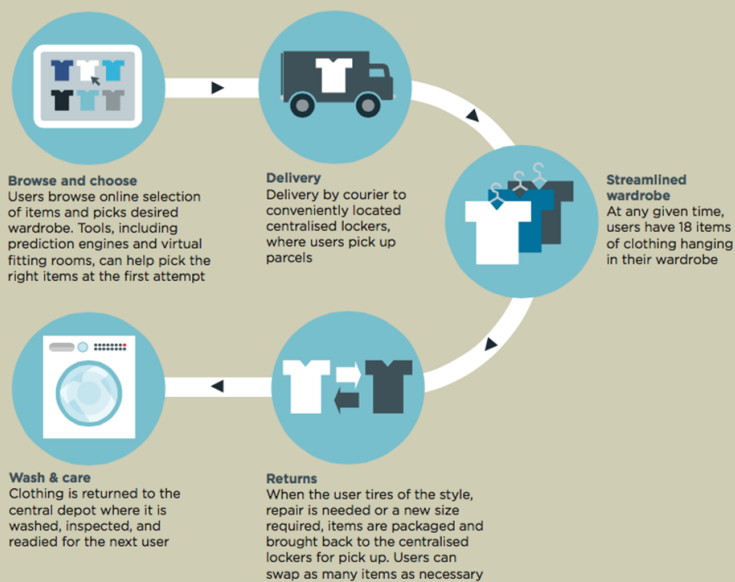 Browse and choose
Users browse online selection
of items and picks desired
wardrobe. Tools, including
prediction engines and virtual
fitting rooms, can help pick the
right items at the first attempt
Delivery
Delivery by courier to
conveniently located
centralised lockers,
where users pick up
parcels
Streamlined
wardrobe
At any given time,
users have 18 items
of clothing hanging
in their wardrobe
Wash & care
Clothing is returned to the
central depot where it is
washed, inspected, and
readied for the next user
Returns
When the user tires of the style,
repair is needed or a new size
required, items are packaged and
brought back to the centralised
lockers for pick up. Users can
swap as many items as necessary